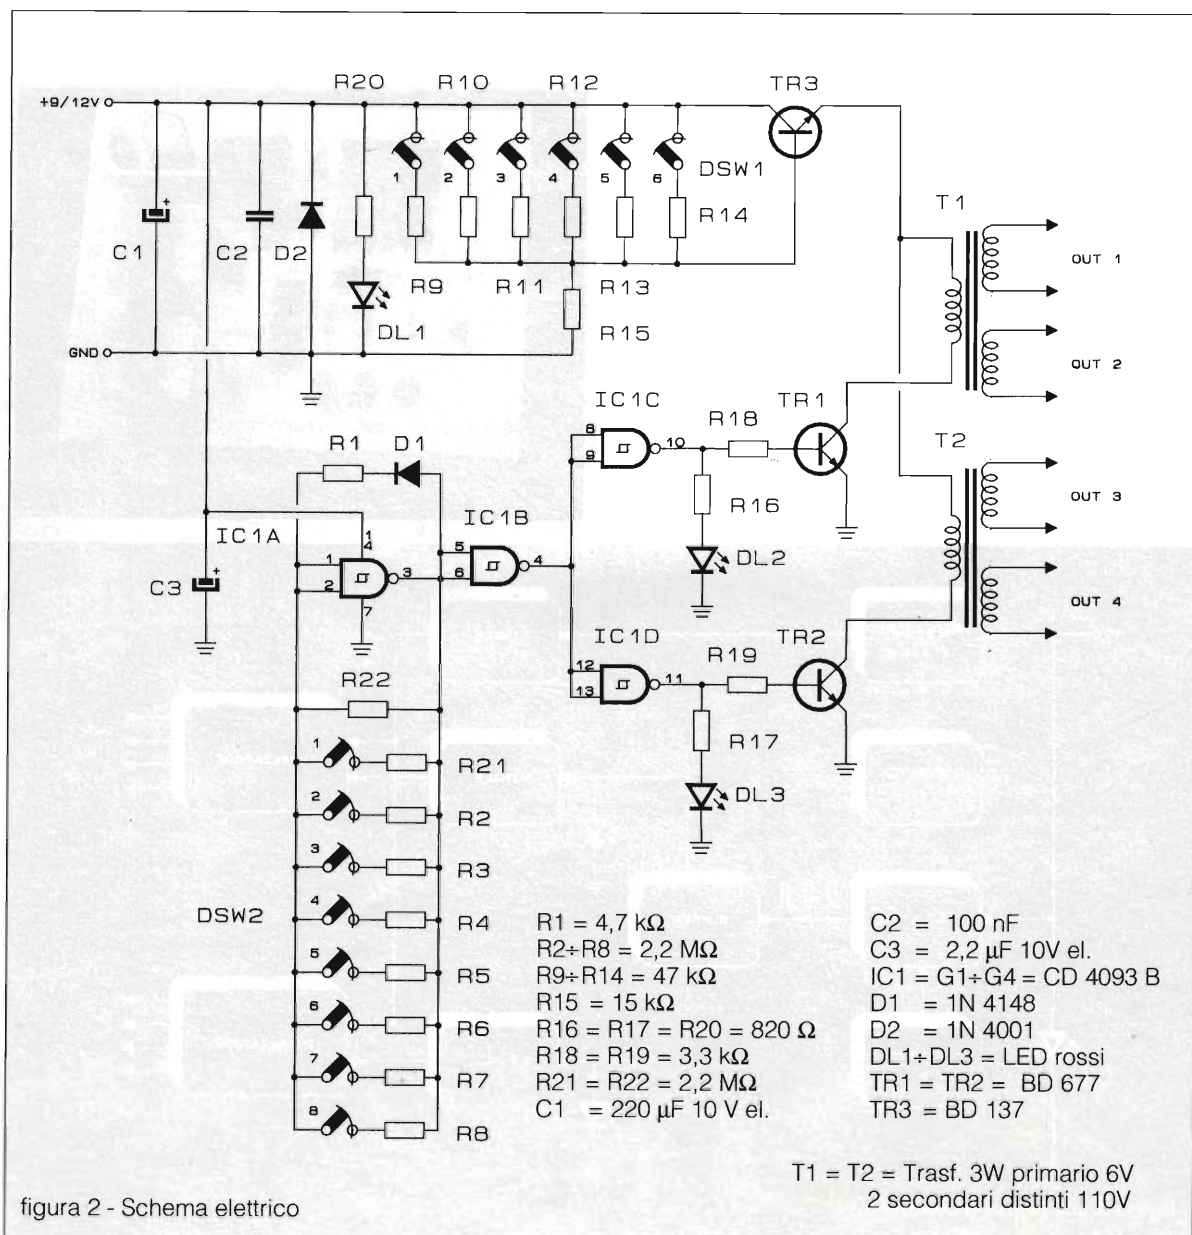 R20 R10 R12 TR3
+9/12V
1 2 3 4 5 6 DSW1
R14
T1
C1 + C2 D2
OUT 1
R9 R11 R13
DL1 R15
GND
OUT 2
IC1C TR1
R18
8
9
10
T2
R1 D1
R16
OUT 3
IC1B
IC1A
1
4
5
6
4
DL2
1
2
3
C3 +
7
OUT 4
IC1D TR2
R19
12
13
11
R22
R17
1 R21
DL3
2 R2
3 R3
4 R4
DSW2
5 R5
6 R6
7 R7
8 R8
R1 = 4,7 kΩ
R2÷R8 = 2,2 MΩ
R9÷R14 = 47 kΩ
R15 = 15 kΩ
R16 = R17 = R20 = 820 Ω
R18 = R19 = 3,3 kΩ
R21 = R22 = 2,2 MΩ
C1 = 220 µF 10 V el.
C2 = 100 nF
C3 = 2,2 µF 10V el.
IC1 = G1÷G4 = CD 4093 B
D1 = 1N 4148
D2 = 1N 4001
DL1÷DL3 = LED rossi
TR1 = TR2 = BD 677
TR3 = BD 137
T1 = T2 = Trasf. 3W primario 6V
2 secondari distinti 110V
figura 2 - Schema elettrico